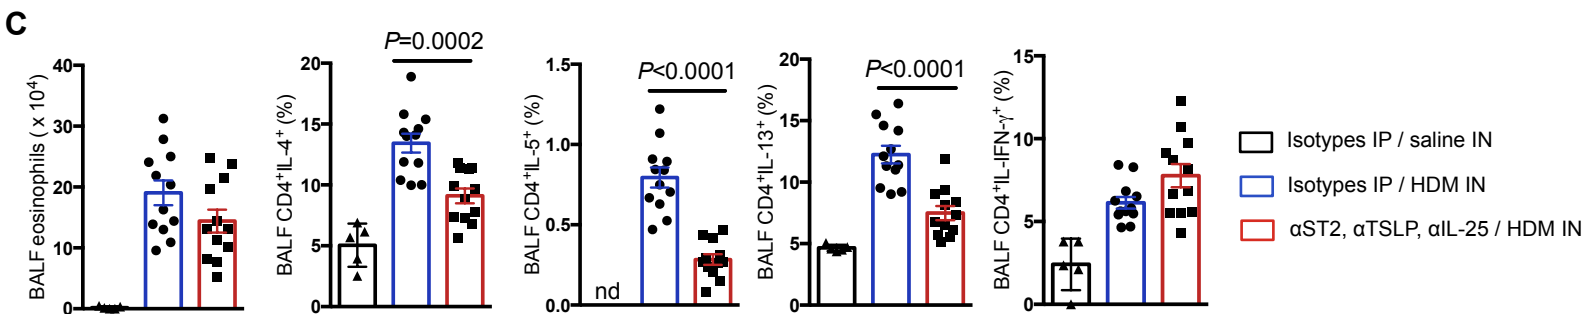 C
BALF eosinophils ( x 10⁴)
40
30
20
10
0
BALF CD4⁺IL-4⁺ (%)
20
15
10
5
0
P=0.0002
BALF CD4⁺IL-5⁺ (%)
1.5
1.0
0.5
0.0
nd
P<0.0001
BALF CD4⁺IL-13⁺ (%)
20
15
10
5
0
P<0.0001
BALF CD4⁺IL-IFN-γ⁺ (%)
15
10
5
0
Isotypes IP / saline IN
Isotypes IP / HDM IN
αST2, αTSLP, αIL-25 / HDM IN